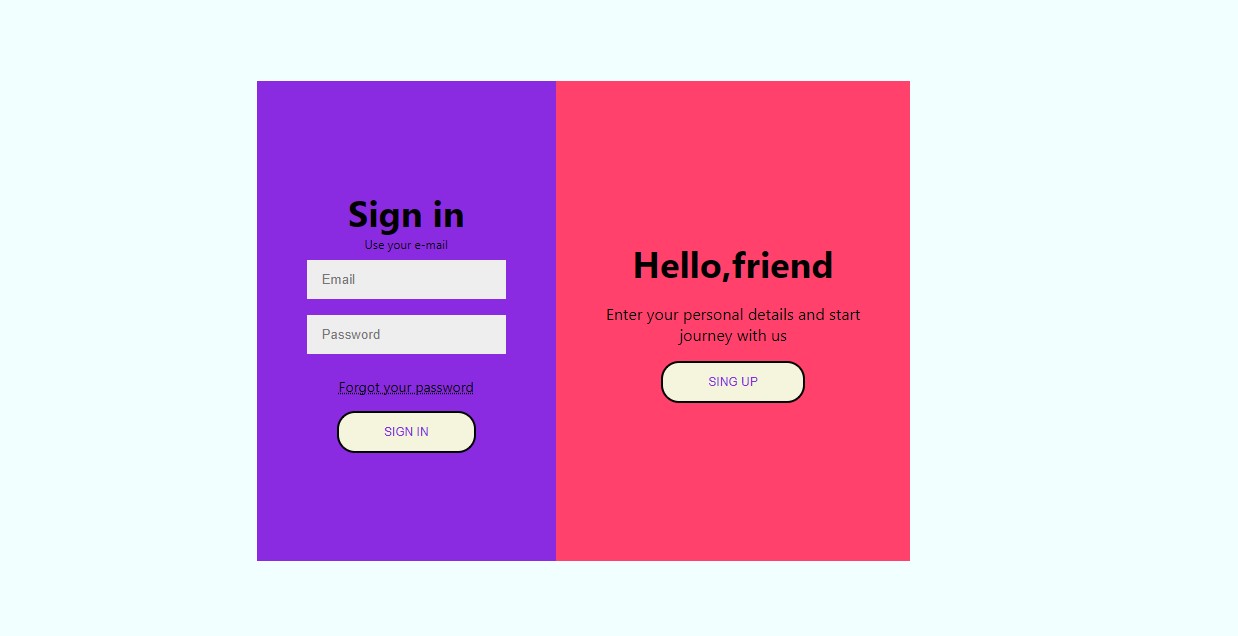 Sign in
Use your e-mail
Email
Password
Forgot your password
SIGN IN
Hello,friend
Enter your personal details and start
journey with us
SING UP